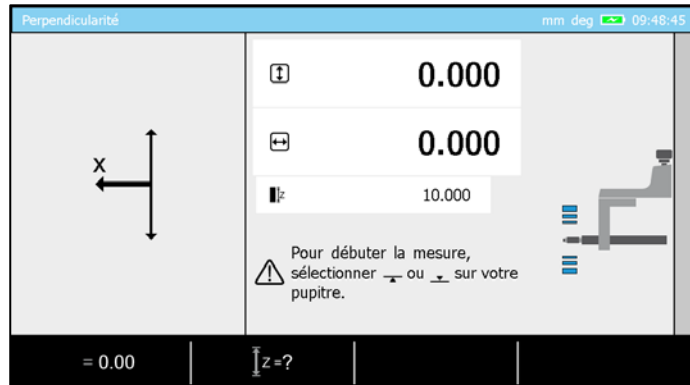 Perpendicularité mm deg 09:48:45
0.000
X
0.000
z 10.000
Pour débuter la mesure,
sélectionner ou sur votre
pupitre.
= 0.00 z =?